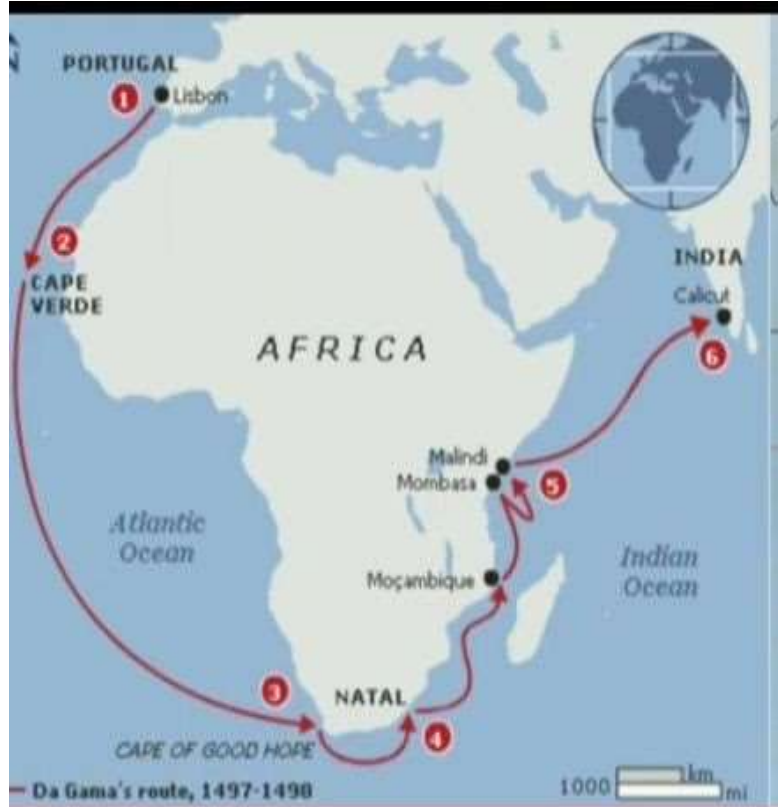 PORTUGAL
1
Lisbon
2
CAPE
VERDE
INDIA
Calicut
6
AFRICA
Malindi
Mombasa
5
Atlantic
Ocean
Indian
Ocean
Moçambique
3
NATAL
4
CAPE OF GOOD HOPE
Da Gama's route, 1497-1498
1000
km
mi